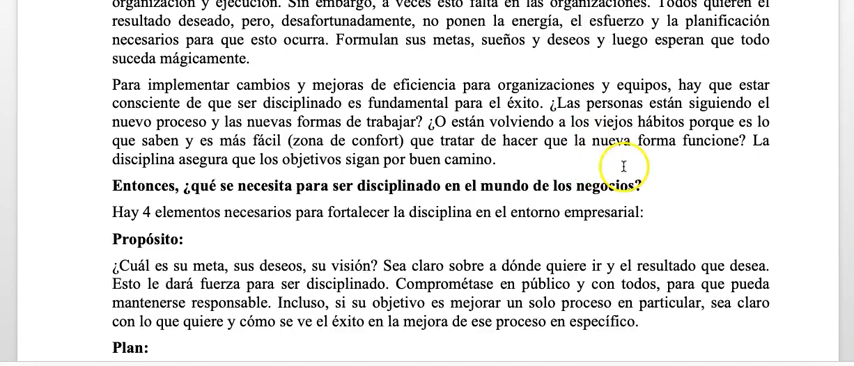 organización y ejecución. Sin embargo, a veces esto falta en las organizaciones. Todos quieren el
resultado deseado, pero, desafortunadamente, no ponen la energía, el esfuerzo y la planificación
necesarios para que esto ocurra. Formulan sus metas, sueños y deseos y luego esperan que todo
suceda mágicamente.
Para implementar cambios y mejoras de eficiencia para organizaciones y equipos, hay que estar
consciente de que ser disciplinado es fundamental para el éxito. ¿Las personas están siguiendo el
nuevo proceso y las nuevas formas de trabajar? ¿O están volviendo a los viejos hábitos porque es lo
que saben y es más fácil (zona de confort) que tratar de hacer que la nueva forma funcione? La
disciplina asegura que los objetivos sigan por buen camino.
Entonces, ¿qué se necesita para ser disciplinado en el mundo de los negocios?
Hay 4 elementos necesarios para fortalecer la disciplina en el entorno empresarial:
Propósito:
¿Cuál es su meta, sus deseos, su visión? Sea claro sobre a dónde quiere ir y el resultado que desea.
Esto le dará fuerza para ser disciplinado. Comprométase en público y con todos, para que pueda
mantenerse responsable. Incluso, si su objetivo es mejorar un solo proceso en particular, sea claro
con lo que quiere y cómo se ve el éxito en la mejora de ese proceso en específico.
Plan: